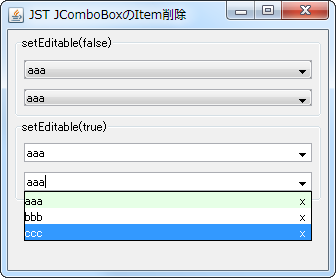 JST JComboBoxのItem削除
setEditable(false)
aaa
aaa
setEditable(true)
aaa
aaa
aaa x
bbb x
ccc x